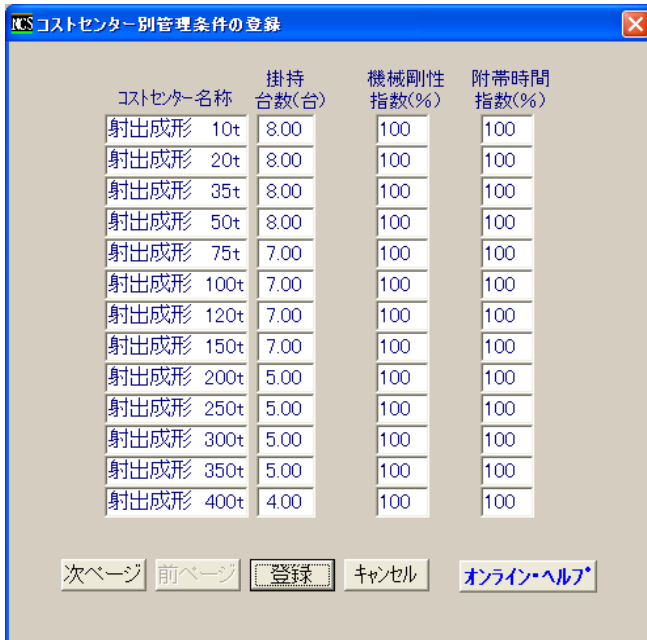 NCS コストセンター別管理条件の登録
掛持 機械剛性 附帯時間
コストセンター名称 台数(台) 指数(%) 指数(%)
射出成形 10t 8.00 100 100
射出成形 20t 8.00 100 100
射出成形 35t 8.00 100 100
射出成形 50t 8.00 100 100
射出成形 75t 7.00 100 100
射出成形 100t 7.00 100 100
射出成形 120t 7.00 100 100
射出成形 150t 7.00 100 100
射出成形 200t 5.00 100 100
射出成形 250t 5.00 100 100
射出成形 300t 5.00 100 100
射出成形 350t 5.00 100 100
射出成形 400t 4.00 100 100
次ページ 前ページ 登録 キャンセル オンライン・ヘルプ